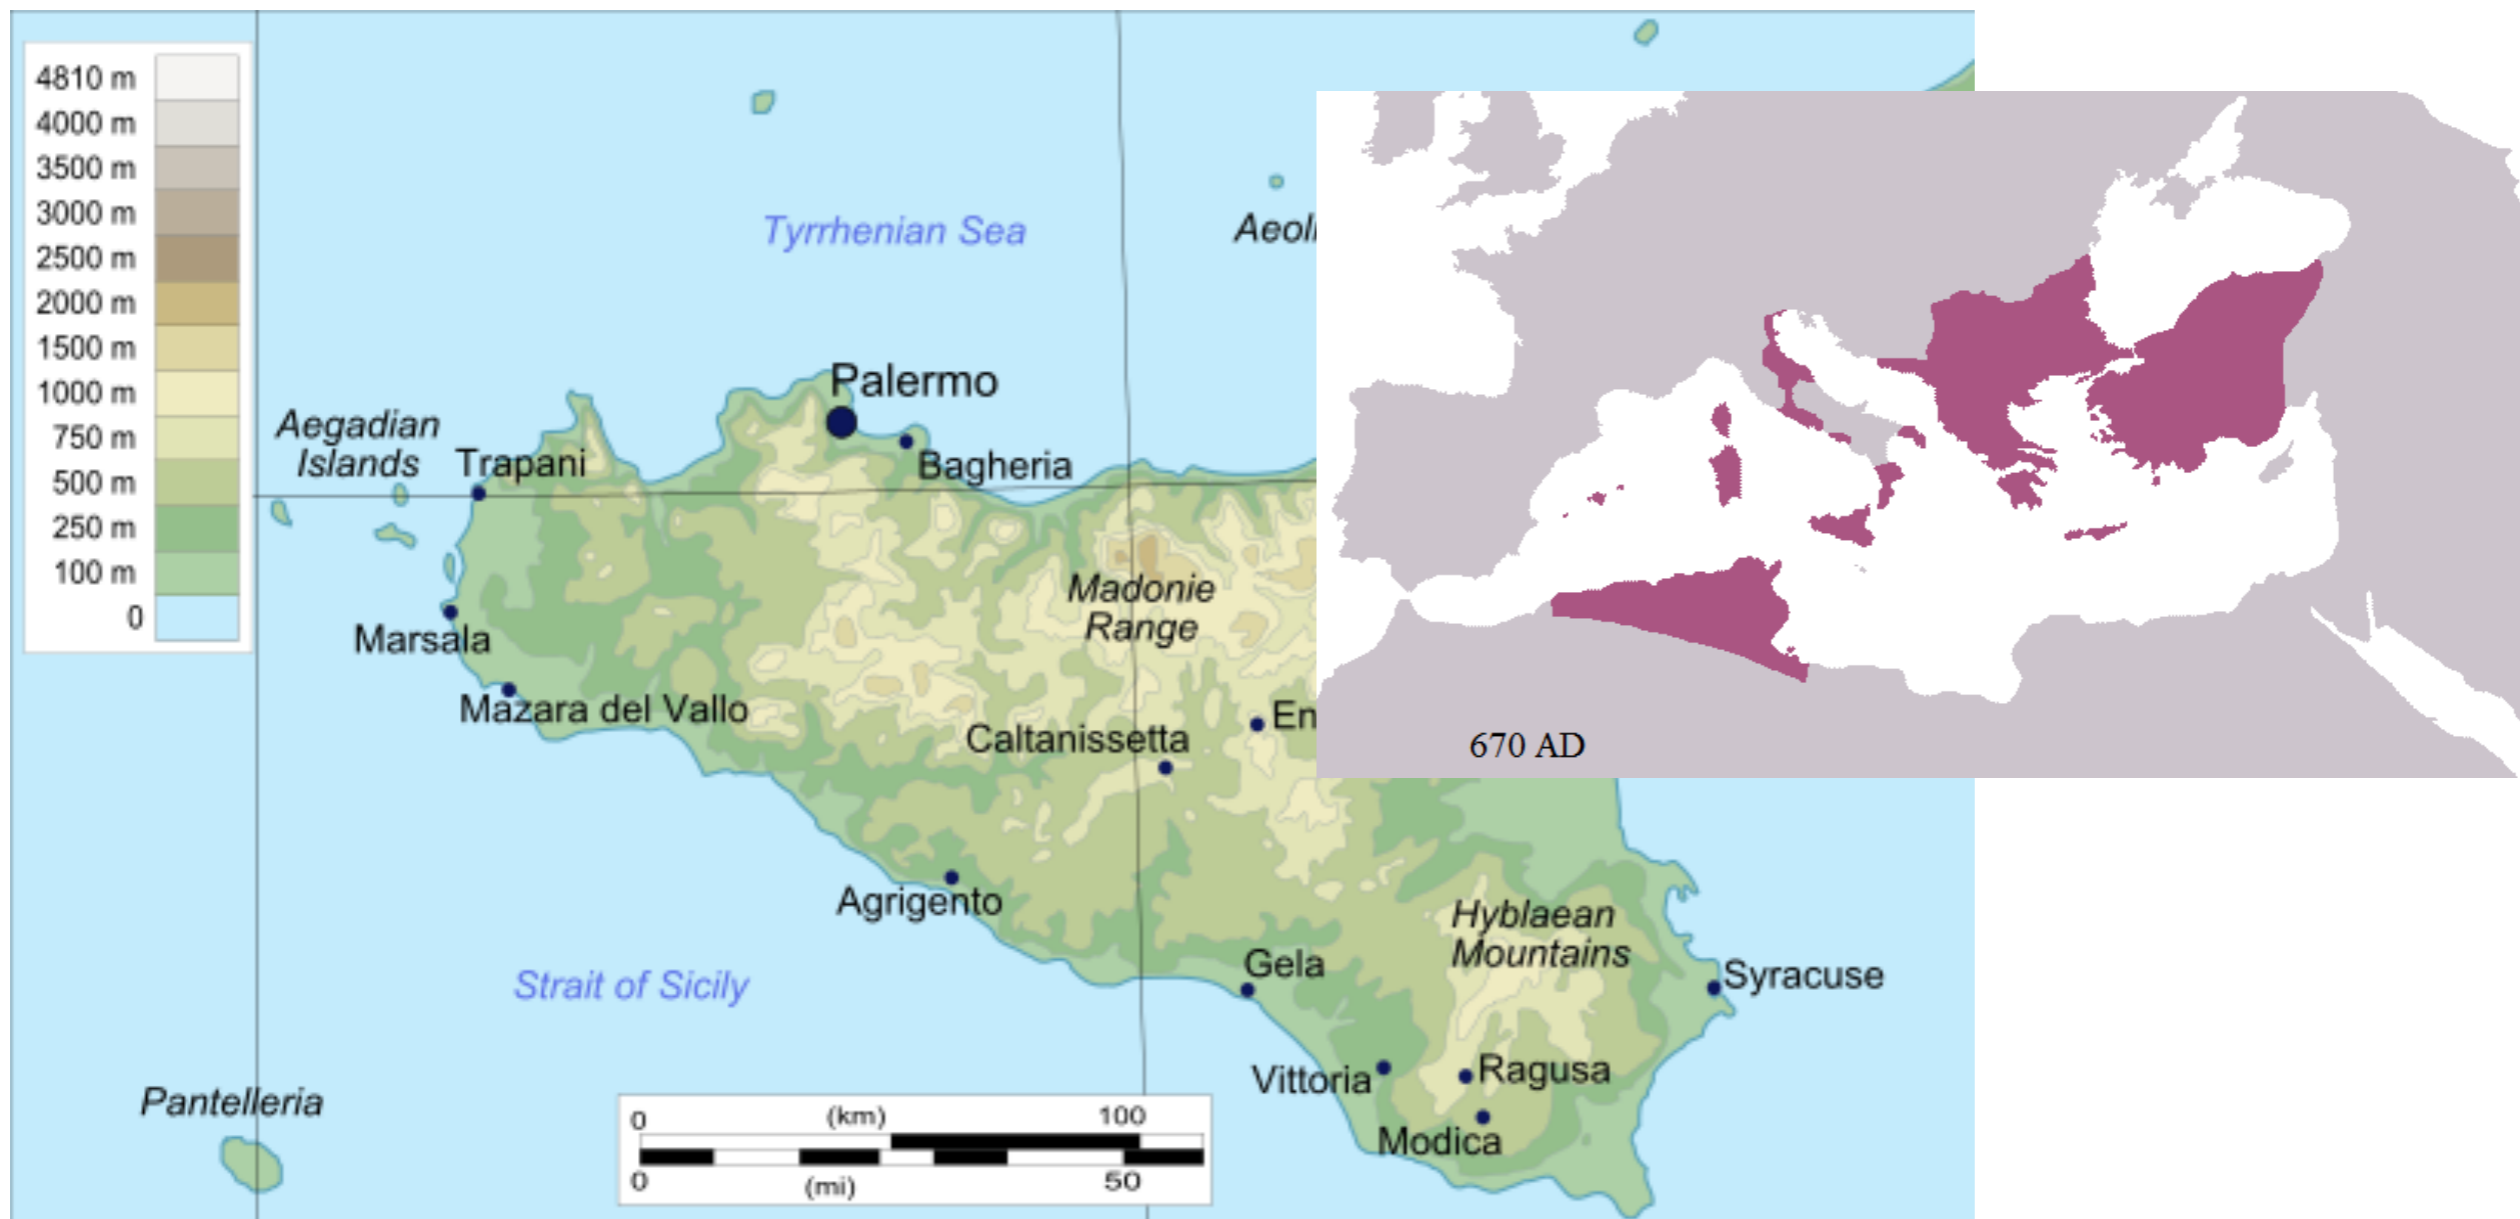 4810 m
4000 m
3500 m
3000 m
2500 m
2000 m
1500 m
1000 m
750 m
500 m
250 m
100 m
0
Tyrrhenian Sea
Aeoli
Palermo
Aegadian
Islands
Trapani
Bagheria
Madonie
Range
Marsala
Mazara del Vallo
Caltanissetta
En
670 AD
Agrigento
Hyblaean
Mountains
Gela
Syracuse
Strait of Sicily
Vittoria
Ragusa
Modica
Pantelleria
0 (km) 100
0 (mi) 50